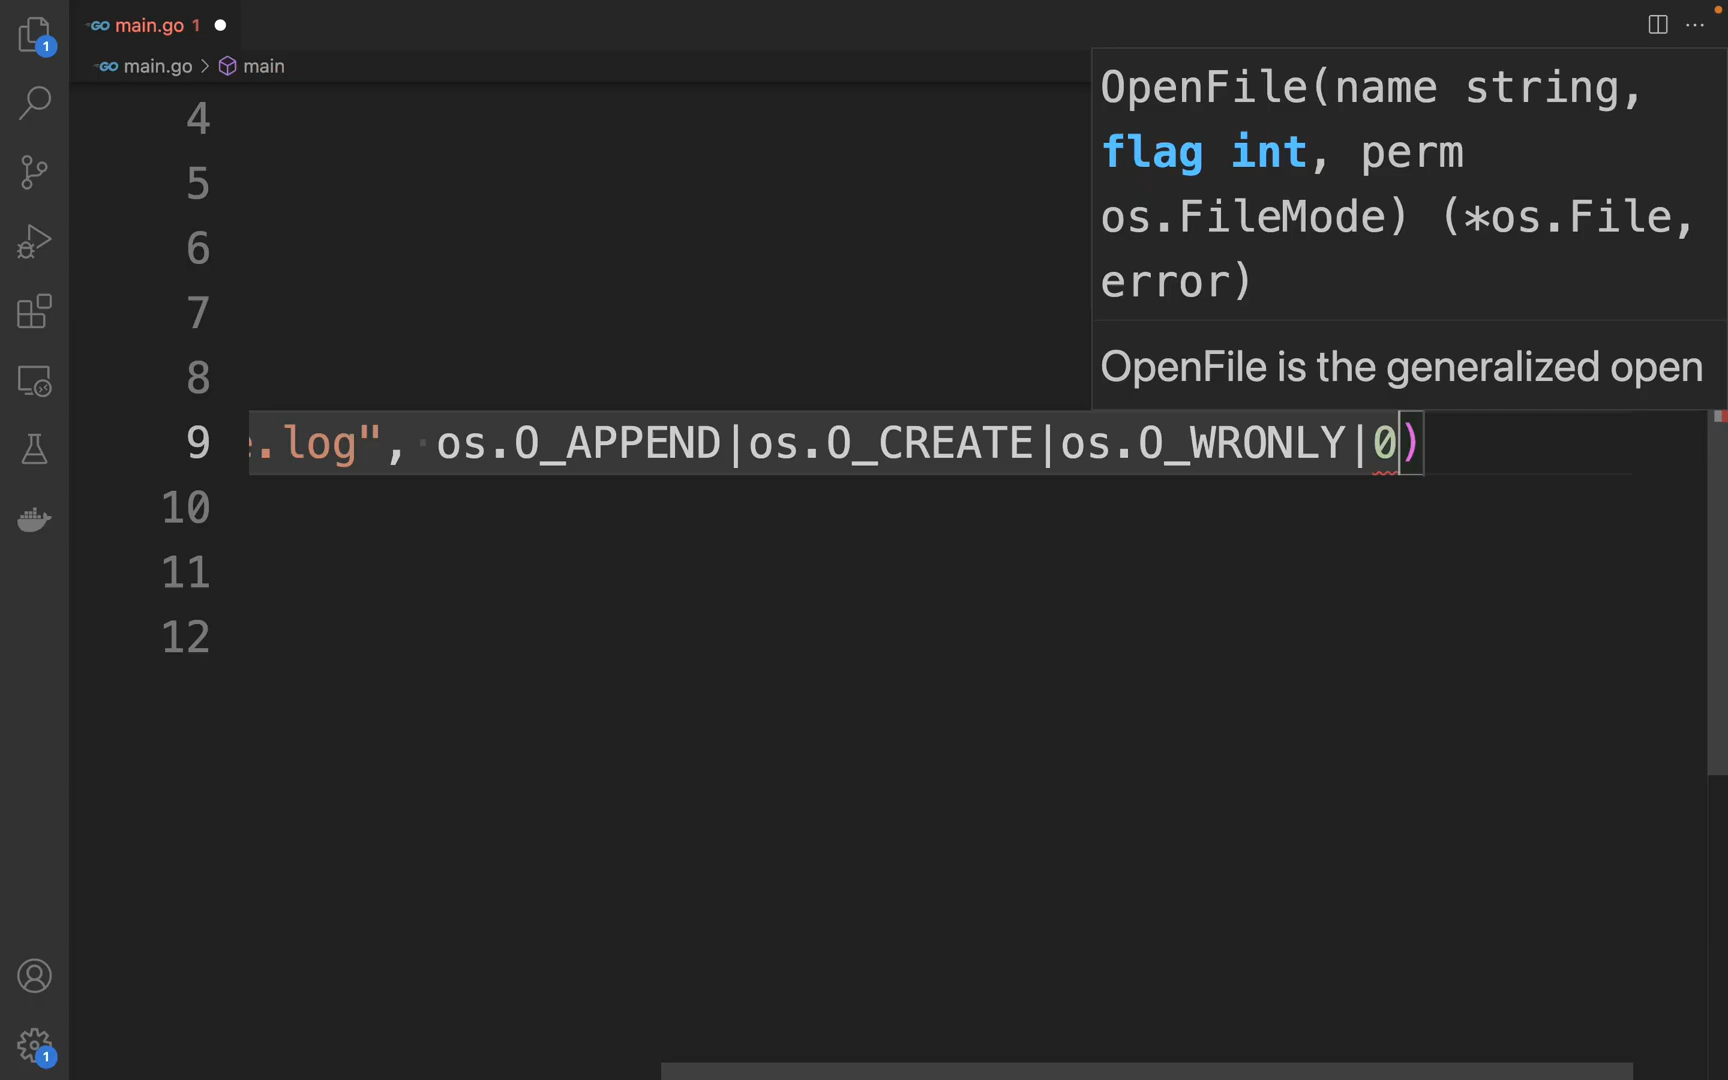 1
GO main.go 1
GO main.go > main
OpenFile(name string,
flag int, perm
os.FileMode) (*os.File,
error)
OpenFile is the generalized open
4
5
6
7
8
9 .log", os.O_APPEND|os.O_CREATE|os.O_WRONLY|0)
10
11
12
1